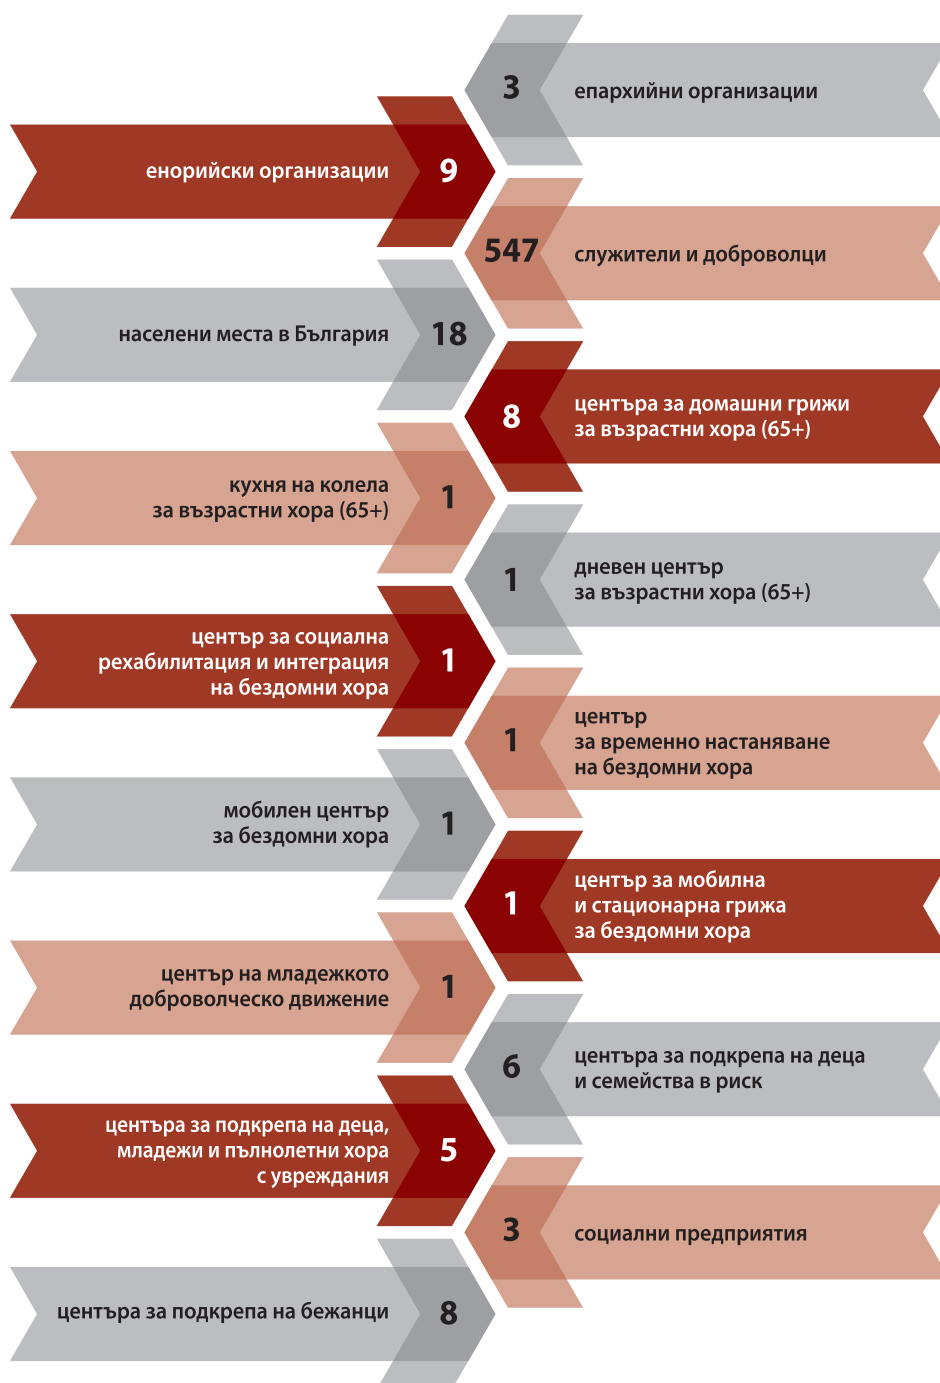 3
епархийни организации
енорийски организации
9
547
служители и доброволци
населени места в България
18
8
центъра за домашни грижи
за възрастни хора (65+)
кухня на колела
за възрастни хора (65+)
1
1
дневен център
за възрастни хора (65+)
център за социална
рехабилитация и интеграция
на бездомни хора
1
1
център
за временно настаняване
на бездомни хора
мобилен център
за бездомни хора
1
1
център за мобилна
и стационарна грижа
за бездомни хора
център на младежкото
доброволческо движение
1
6
центъра за подкрепа на деца
и семейства в риск
центъра за подкрепа на деца,
младежи и пълнолетни хора
с увреждания
5
3
социални предприятия
центъра за подкрепа на бежанци
8